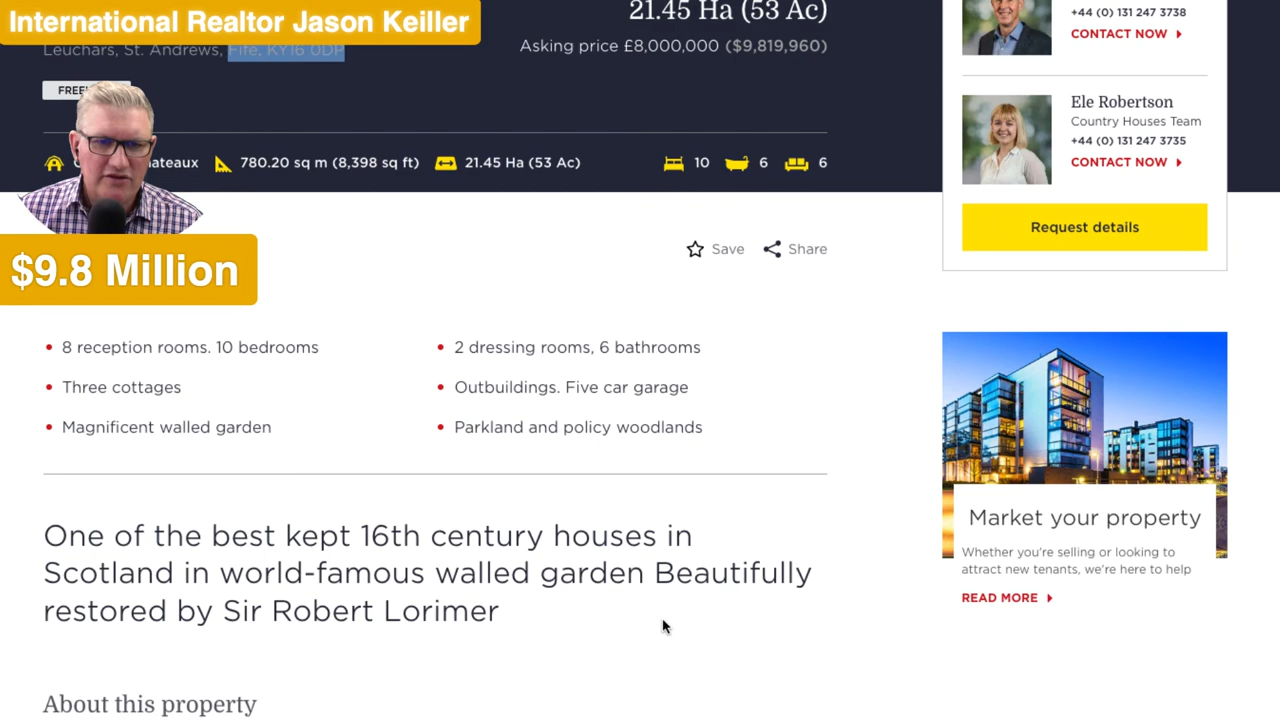 International Realtor Jason Keiller
21.45 Ha (53 Ac)
Leuchars, St. Andrews, Fife, KY16 0DP
Asking price £8,000,000 ($9,819,960)
FREE
ateaux
780.20 sq m (8,398 sq ft)
21.45 Ha (53 Ac)
10
6
6
$9.8 Million
Save
Share
8 reception rooms. 10 bedrooms
2 dressing rooms, 6 bathrooms
Three cottages
Outbuildings. Five car garage
Magnificent walled garden
Parkland and policy woodlands
One of the best kept 16th century houses in
Scotland in world-famous walled garden Beautifully
restored by Sir Robert Lorimer
About this property
+44 (0) 131 247 3738
CONTACT NOW
Ele Robertson
Country Houses Team
+44 (0) 131 247 3735
CONTACT NOW
Request details
Market your property
Whether you're selling or looking to
attract new tenants, we're here to help
READ MORE